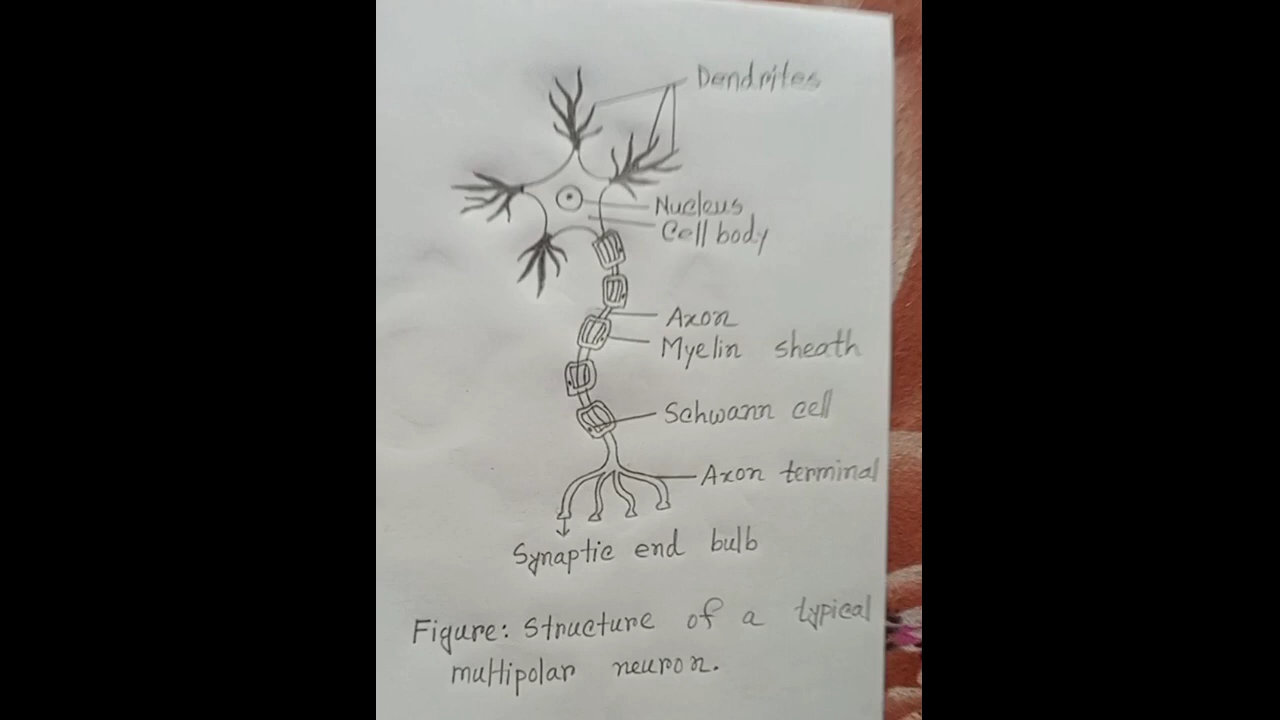 Dendrites
Nucleus
Cell body
Axon
Myelin sheath
Schwann cell
Axon terminal
Synaptic end bulb
Figure: Structure of a typical
multipolar neuron.